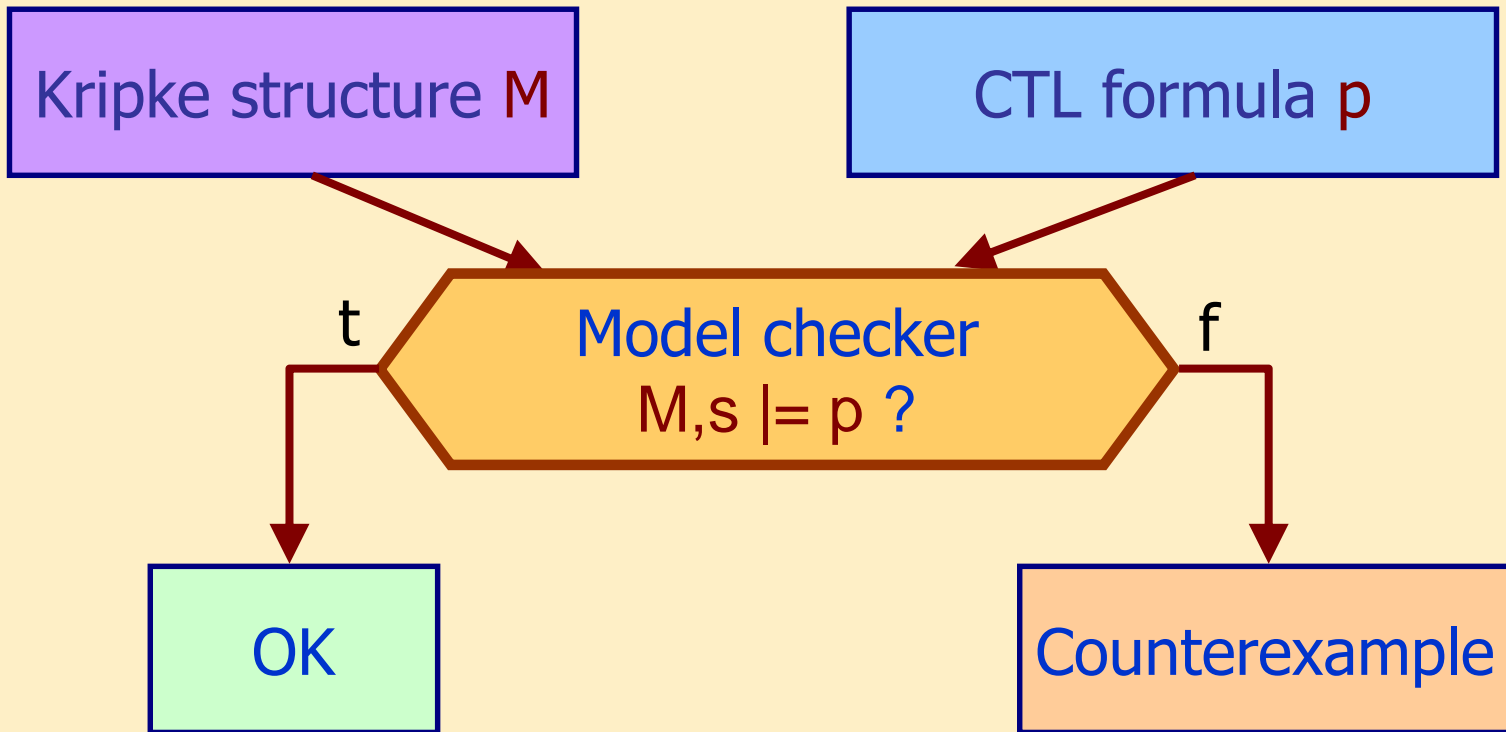 Kripke structure M
CTL formula p
t
Model checker
f
M,s |= p ?
OK
Counterexample